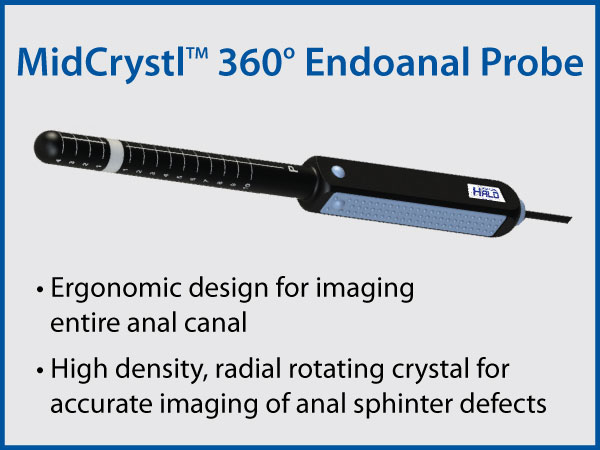 MidCrystl™ 360° Endoanal Probe
HALO
• Ergonomic design for imaging
entire anal canal
• High density, radial rotating crystal for
accurate imaging of anal sphinter defects